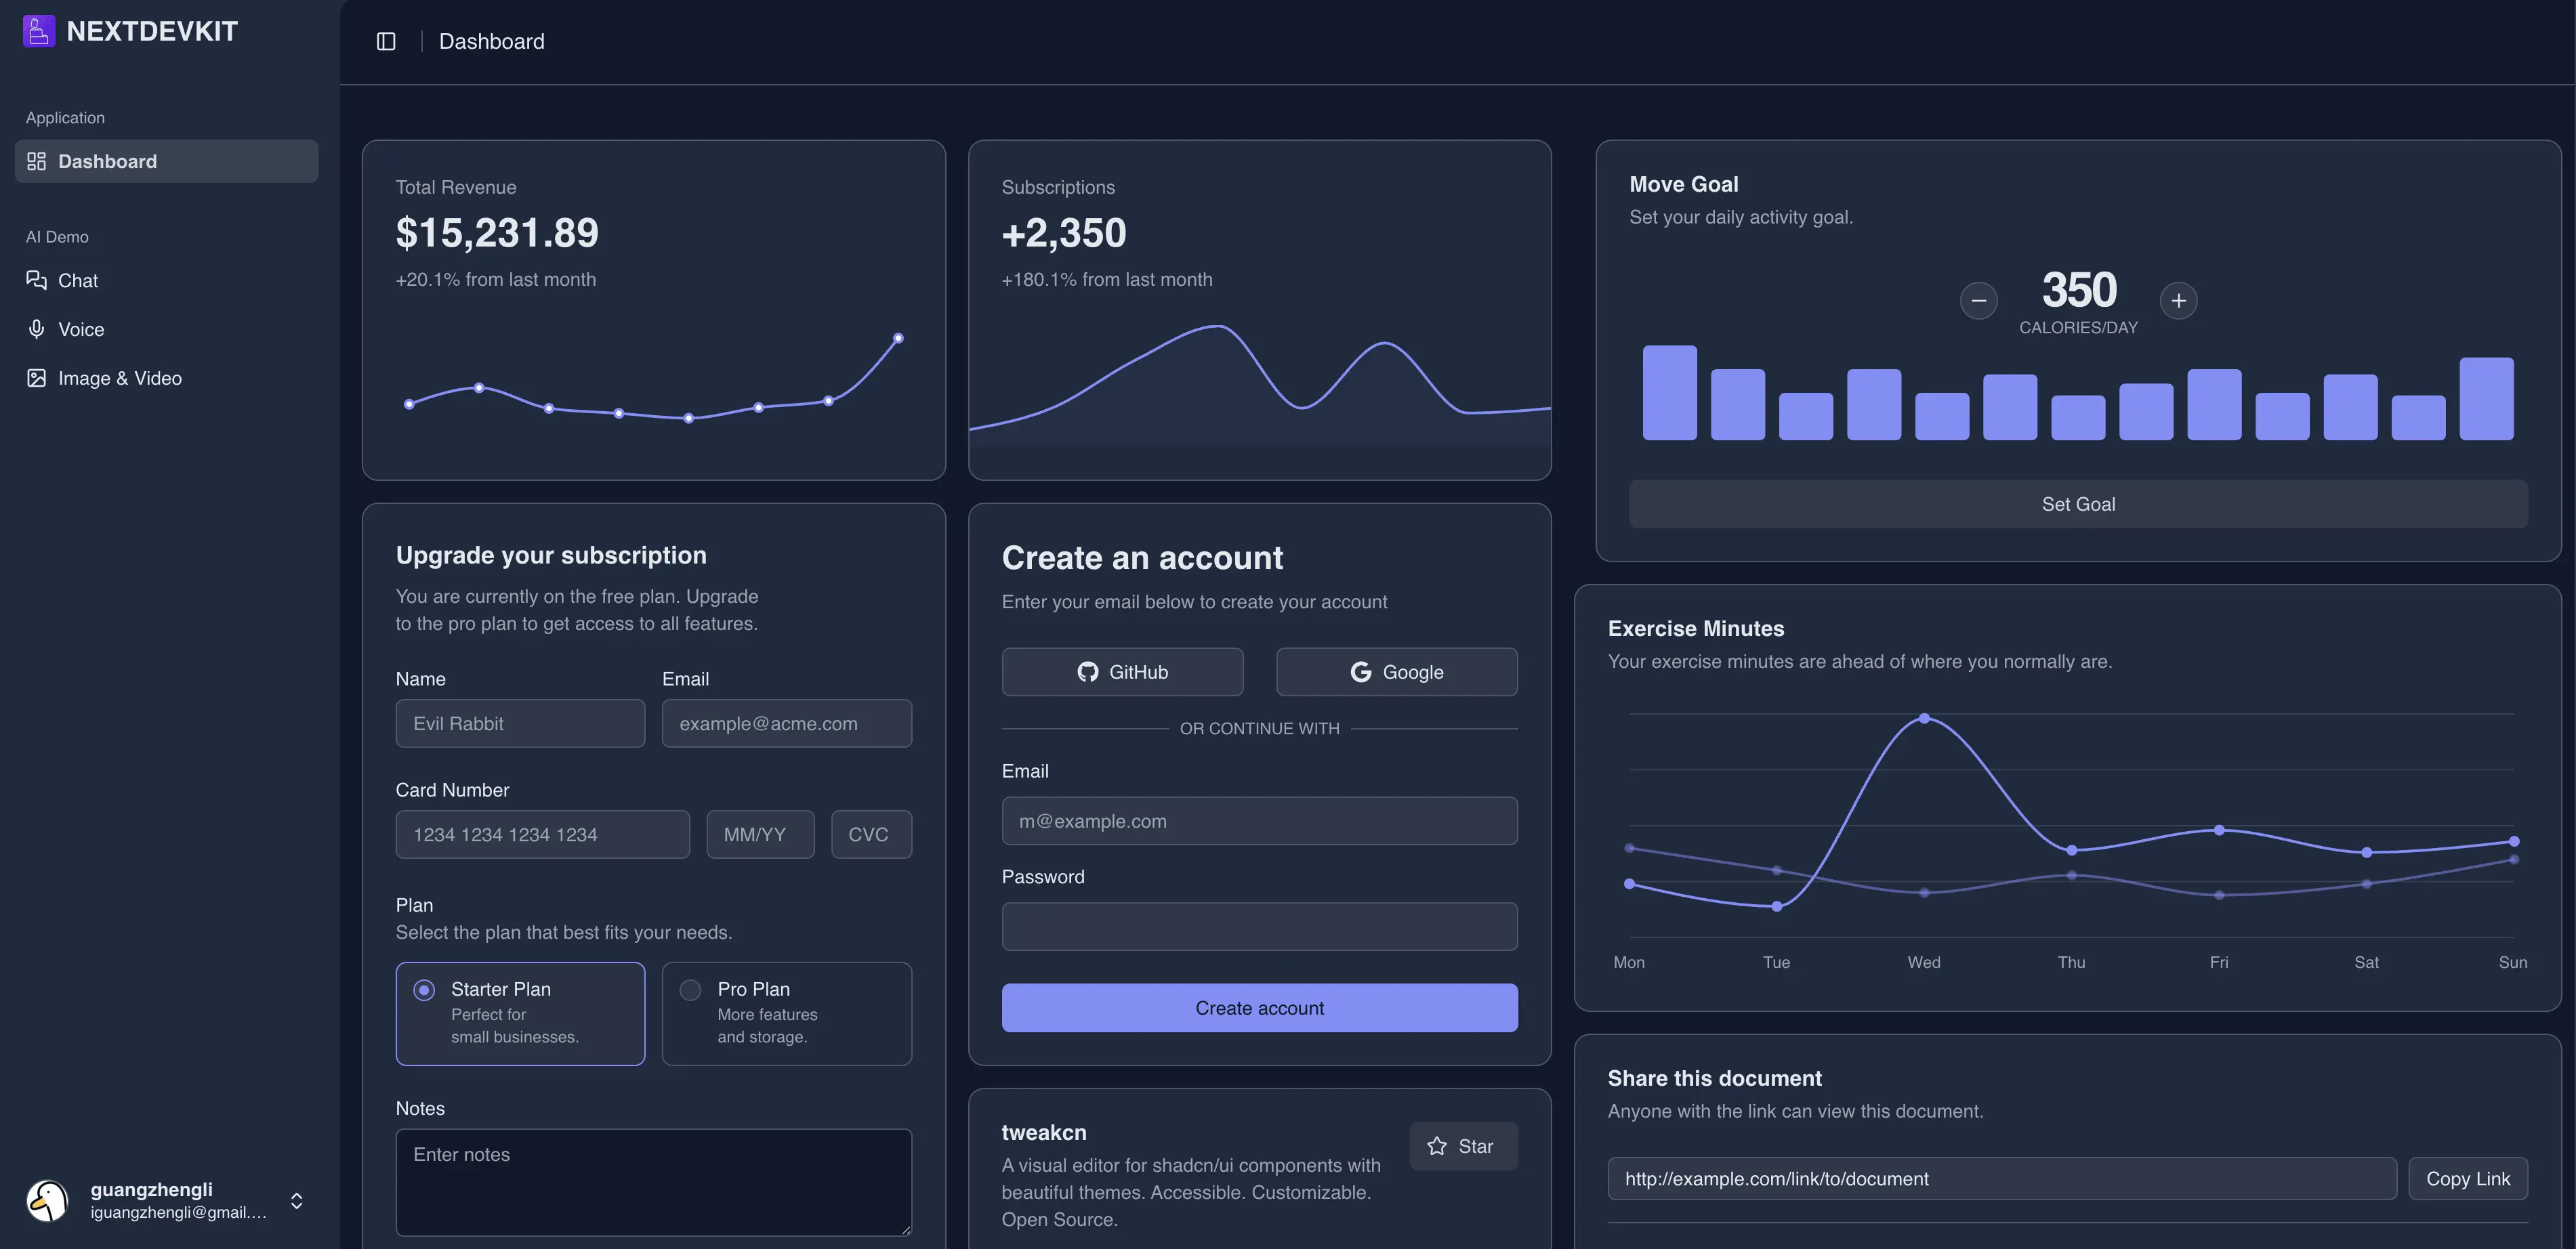 NEXTDEVKIT
Application
Dashboard
AI Demo
Chat
Voice
Image & Video
guangzhengli
iguangzhengli@gmail....
Dashboard
Total Revenue
$15,231.89
+20.1% from last month
Subscriptions
+2,350
+180.1% from last month
Move Goal
Set your daily activity goal.
350
CALORIES/DAY
Set Goal
Upgrade your subscription
You are currently on the free plan. Upgrade
to the pro plan to get access to all features.
Name
Email
Evil Rabbit
example@acme.com
Card Number
1234 1234 1234 1234
MM/YY
CVC
Plan
Select the plan that best fits your needs.
Starter Plan
Perfect for
small businesses.
Pro Plan
More features
and storage.
Notes
Enter notes
Create an account
Enter your email below to create your account
GitHub
Google
OR CONTINUE WITH
Email
m@example.com
Password
Create account
tweakcn
A visual editor for shadcn/ui components with
beautiful themes. Accessible. Customizable.
Open Source.
Star
Exercise Minutes
Your exercise minutes are ahead of where you normally are.
Mon Tue Wed Thu Fri Sat Sun
Share this document
Anyone with the link can view this document.
http://example.com/link/to/document
Copy Link